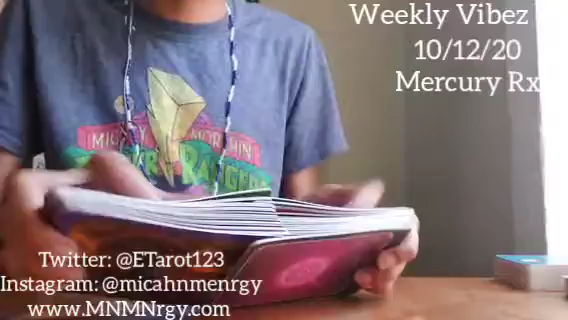 Weekly Vibez
10/12/20
Mercury Rx
MIGHTY MORPHIN
POWER RANGERS
Twitter: @ETarot123
Instagram: @micahnmenrgy
www.MNMNrgy.com